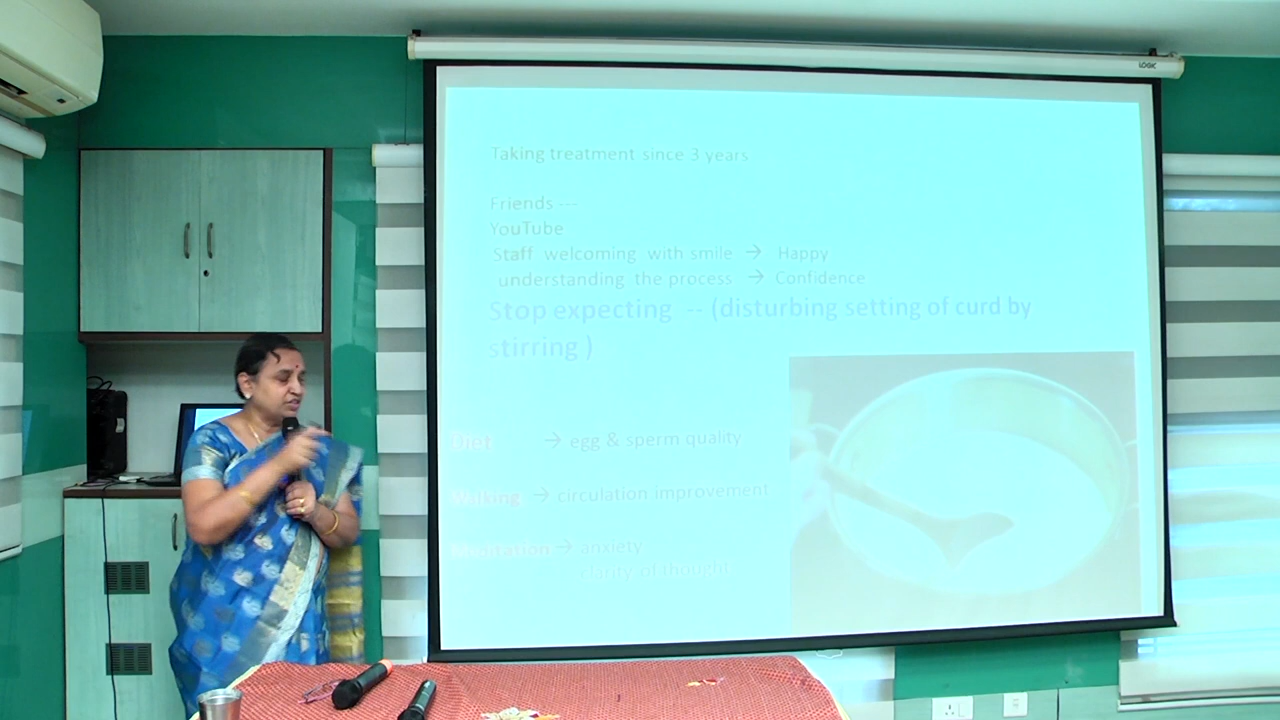 LOGIC
Taking treatment since 3 years
Friends ---
YouTube
Staff welcoming with smile → Happy
understanding the process → Confidence
Stop expecting -- (disturbing setting of curd by
stirring )
Diet → egg & sperm quality
Walking → circulation improvement
Meditation → anxiety
clarity of thought